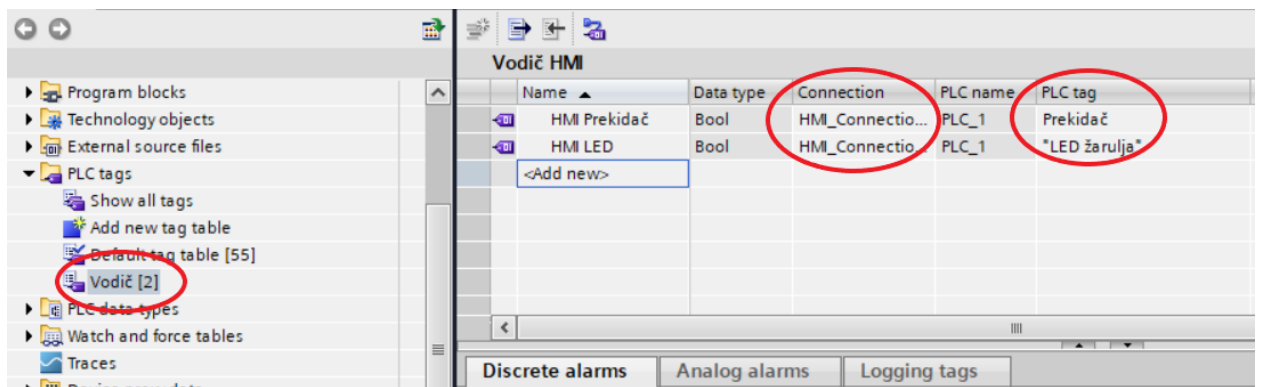 Program blocks
Technology objects
External source files
PLC tags
Show all tags
Add new tag table
Default tag table [55]
Vodič [2]
PLC data types
Watch and force tables
Traces
Vodič HMI
Name Data type Connection PLC name PLC tag
HMI Prekidač Bool HMI_Connectio... PLC_1 Prekidač
HMI LED Bool HMI_Connectio... PLC_1 "LED žarulja"
<Add new>
Discrete alarms Analog alarms Logging tags